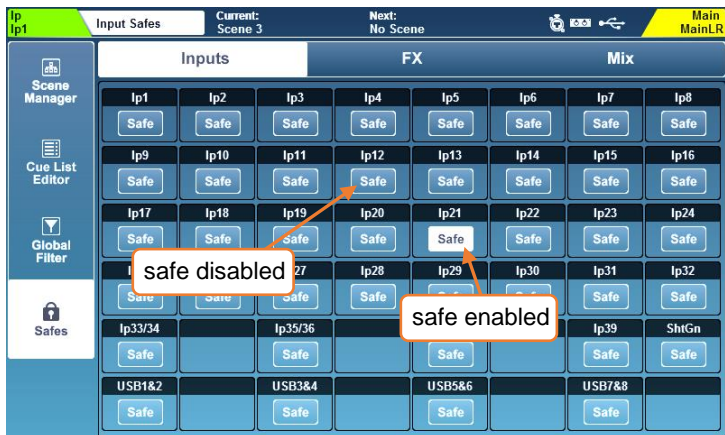 Ip
Ip1
Input Safes
Current:
Scene 3
Next:
No Scene
Main
MainLR
Scene
Manager
Cue List
Editor
Global
Filter
Safes
Inputs FX Mix
Ip1 Ip2 Ip3 Ip4 Ip5 Ip6 Ip7 Ip8
Safe Safe Safe Safe Safe Safe Safe Safe
Ip9 Ip10 Ip11 Ip12 Ip13 Ip14 Ip15 Ip16
Safe Safe Safe Safe Safe Safe Safe Safe
Ip17 Ip18 Ip19 Ip20 Ip21 Ip22 Ip23 Ip24
Safe Safe Safe Safe Safe Safe Safe Safe
safe disabled
27 Ip28 Ip29 Ip30 Ip31 Ip32
Safe Safe Safe Safe Safe Safe Safe
safe enabled
Ip33/34 Ip35/36 Ip39 ShtGn
Safe Safe Safe Safe Safe
USB1&2 USB3&4 USB5&6 USB7&8
Safe Safe Safe Safe